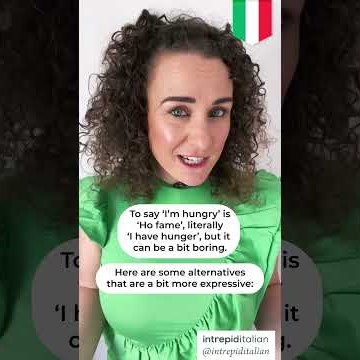 To say ‘I’m hungry’ is
‘Ho fame’, literally
‘I have hunger’, but it
can be a bit boring.
Here are some alternatives
that are a bit more expressive:
intrepiditalian
@intrepiditalian